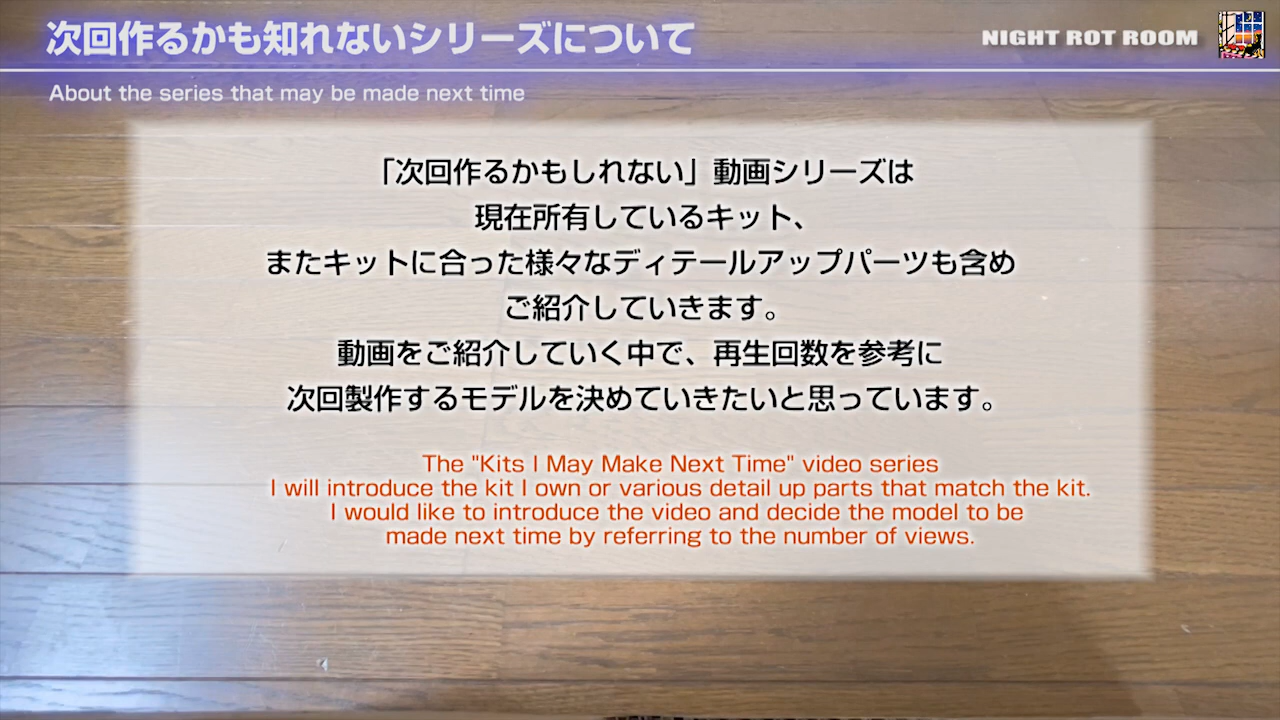 次回作るかも知れないシリーズについて
NIGHT ROT ROOM
About the series that may be made next time
「次回作るかもしれない」動画シリーズは
現在所有しているキット、
またキットに合った様々なディテールアップパーツも含め
ご紹介していきます。
動画をご紹介していく中で、再生回数を参考に
次回製作するモデルを決めていきたいと思っています。
The "Kits I May Make Next Time" video series
I will introduce the kit I own or various detail up parts that match the kit.
I would like to introduce the video and decide the model to be
made next time by referring to the number of views.